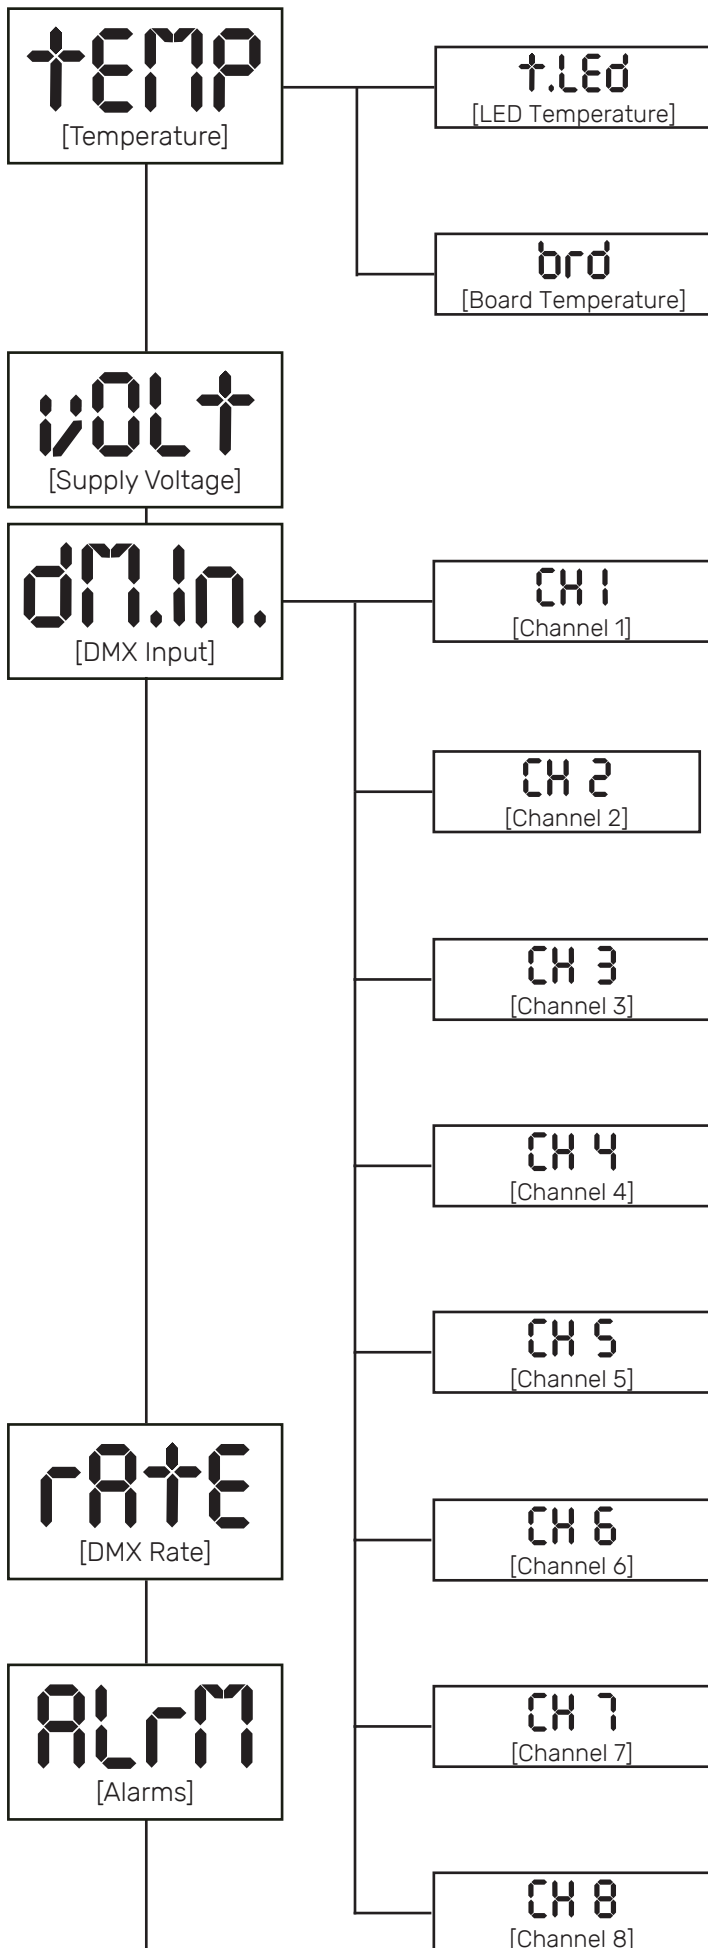 tEMP
[Temperature]
t.LEd
[LED Temperature]
brd
[Board Temperature]
vOLt
[Supply Voltage]
dM.In.
[DMX Input]
CH 1
[Channel 1]
CH 2
[Channel 2]
CH 3
[Channel 3]
CH 4
[Channel 4]
CH 5
[Channel 5]
rAtE
[DMX Rate]
CH 6
[Channel 6]
ALrM
[Alarms]
CH 7
[Channel 7]
CH 8
[Channel 8]